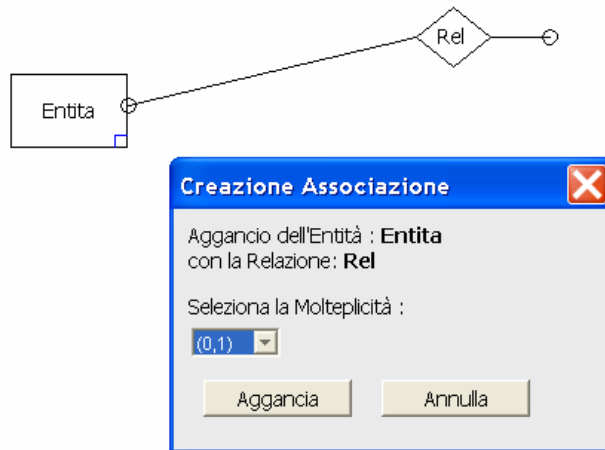 Rel
Entita
Creazione Associazione
Aggancio dell'Entità : Entita
con la Relazione: Rel
Seleziona la Molteplicità :
(0,1)
Aggancia Annulla